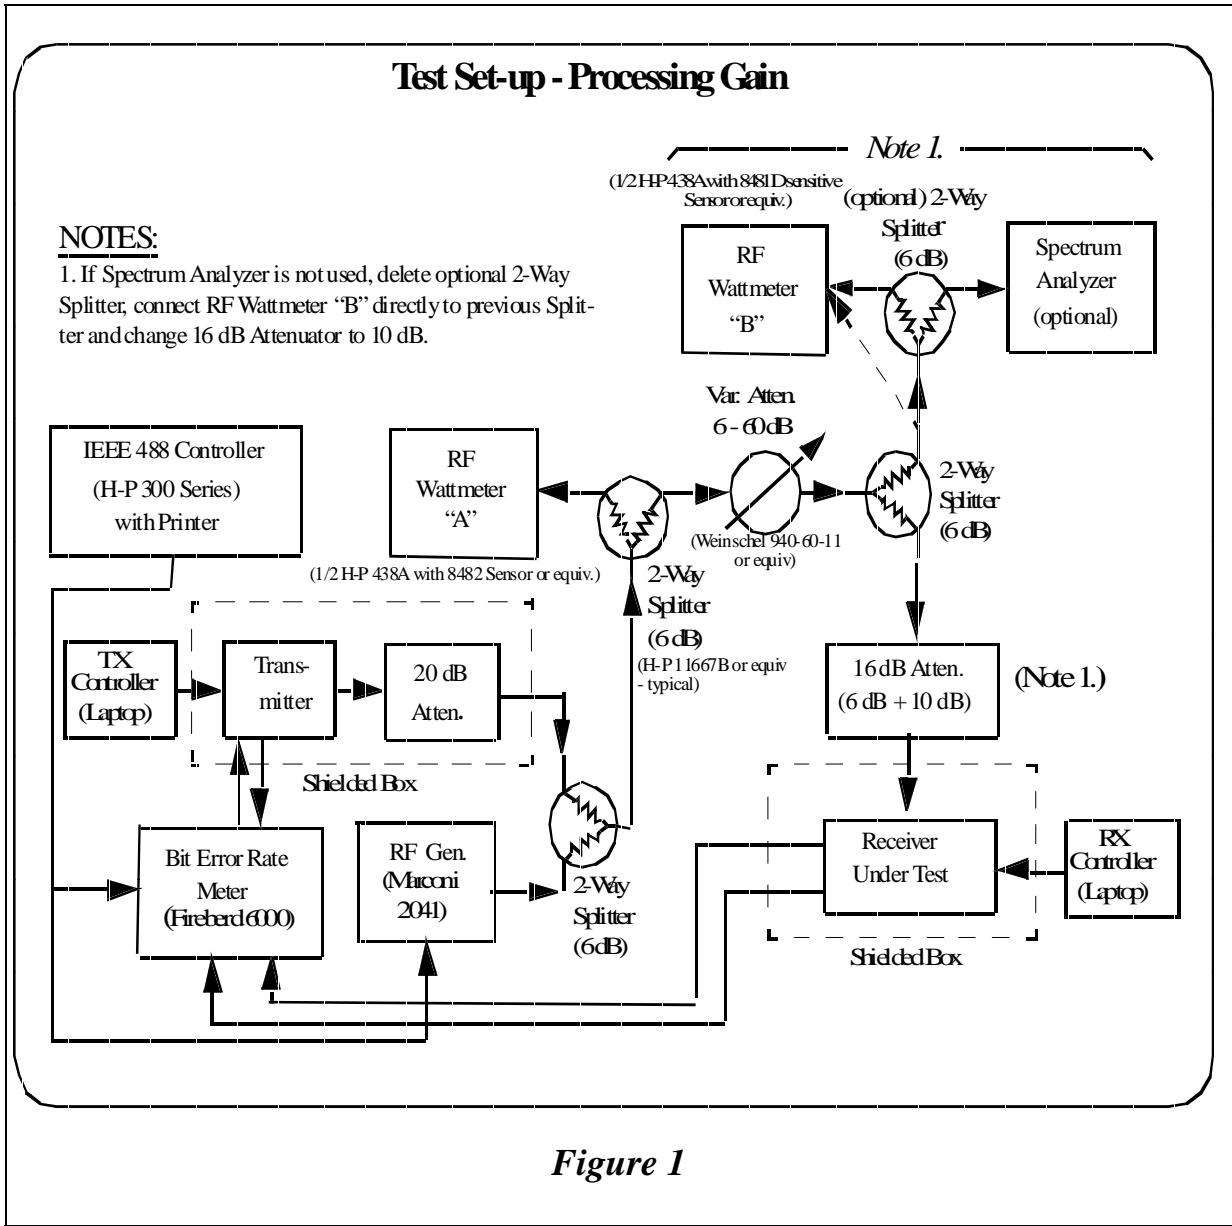 Test Set-up - Processing Gain
Note 1.
(1/2 H-P 438A with 8481D sensitive
Sensor or equiv.)
(optional) 2-Way
Splitter
(6 dB)
NOTES:
1. If Spectrum Analyzer is not used, delete optional 2-Way
Splitter, connect RF Wattmeter “B” directly to previous Split-
ter and change 16 dB Attenuator to 10 dB.
RF
Wattmeter
“B”
Spectrum
Analyzer
(optional)
Var. Atten.
6 - 60 dB
IEEE 488 Controller
(H-P 300 Series)
with Printer
RF
Wattmeter
“A”
2-Way
Splitter
(6 dB)
(Weinschel 940-60-11
or equiv)
(1/2 H-P 438A with 8482 Sensor or equiv.)
2-Way
Splitter
(6 dB)
(H-P 11667B or equiv
- typical)
TX
Controller
(Laptop)
Trans-
mitter
20 dB
Atten.
16 dB Atten.
(6 dB + 10 dB)
(Note 1.)
Shielded Box
Bit Error Rate
Meter
(Fireberd 6000)
RF Gen.
(Marconi
2041)
2-Way
Splitter
(6 dB)
Receiver
Under Test
RX
Controller
(Laptop)
Shielded Box
Figure 1